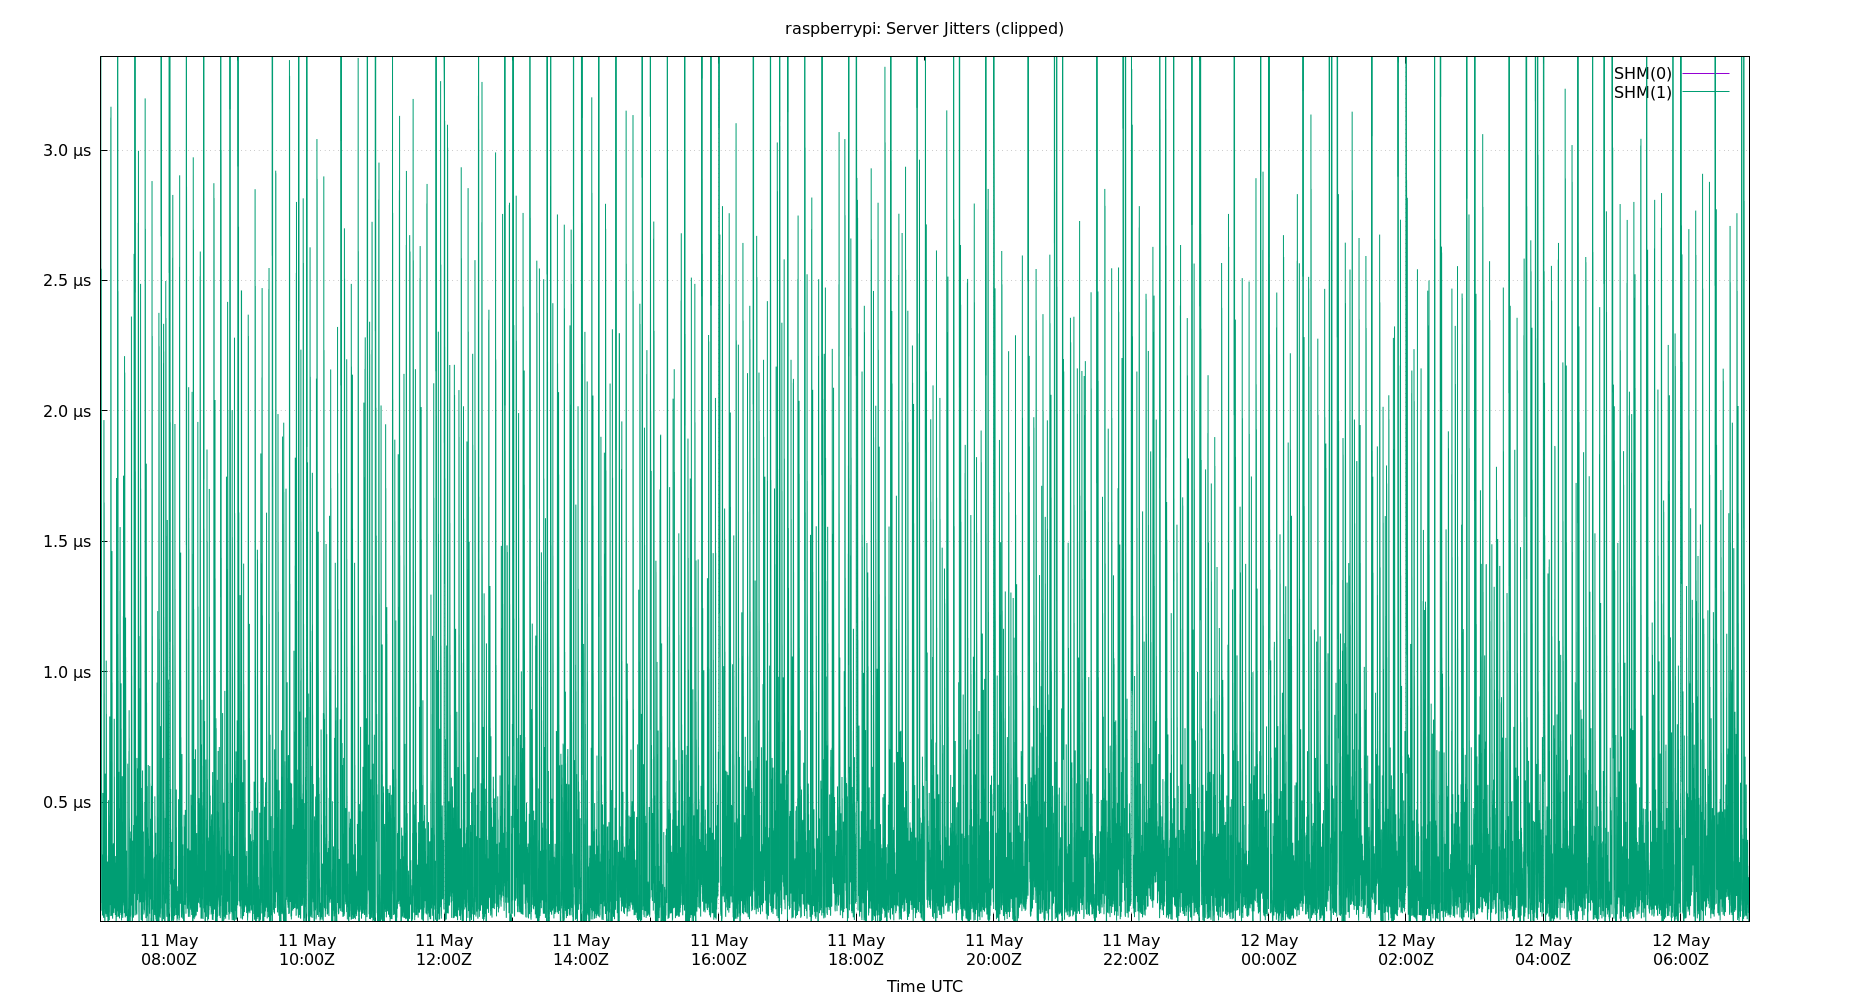 raspberrypi: Server Jitters (clipped)
SHM(0)
SHM(1)
3.0 µs
2.5 µs
2.0 µs
1.5 µs
1.0 µs
0.5 µs
11 May 11 May 11 May 11 May 11 May 11 May 11 May 11 May 12 May 12 May 12 May 12 May
08:00Z 10:00Z 12:00Z 14:00Z 16:00Z 18:00Z 20:00Z 22:00Z 00:00Z 02:00Z 04:00Z 06:00Z
Time UTC